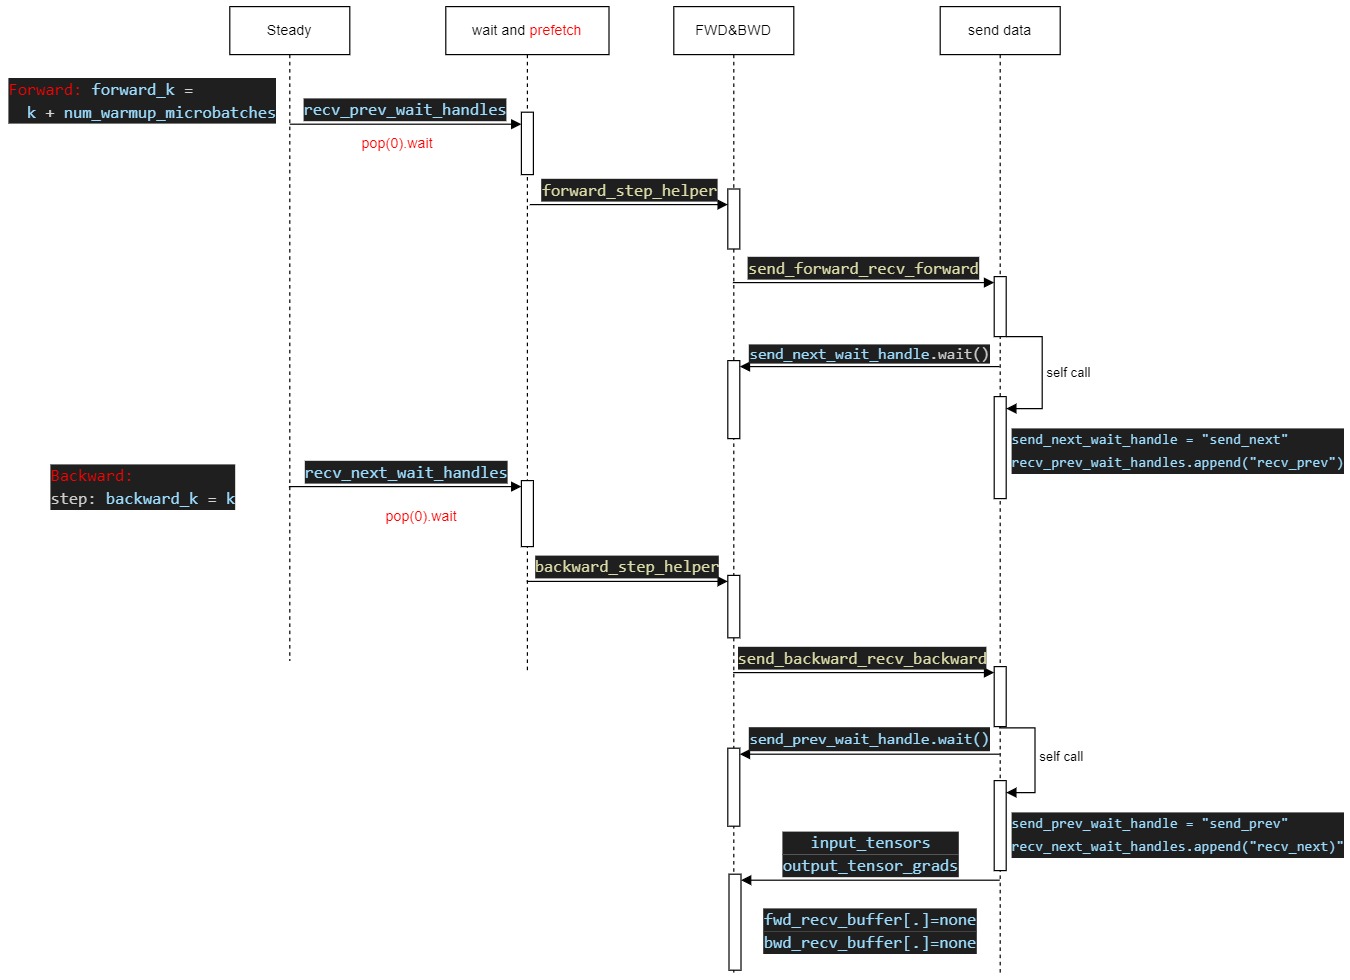 Steady
wait and prefetch
FWD&BWD
send data
Forward: forward_k =
k + num_warmup_microbatches
recv_prev_wait_handles
pop(0).wait
forward_step_helper
send_forward_recv_forward
send_next_wait_handle.wait()
self call
send_next_wait_handle = "send_next"
recv_prev_wait_handles.append("recv_prev")
Backward:
step: backward_k = k
recv_next_wait_handles
pop(0).wait
backward_step_helper
send_backward_recv_backward
send_prev_wait_handle.wait()
self call
send_prev_wait_handle = "send_prev"
recv_next_wait_handles.append("recv_next)"
input_tensors
output_tensor_grads
fwd_recv_buffer[.]=none
bwd_recv_buffer[.]=none